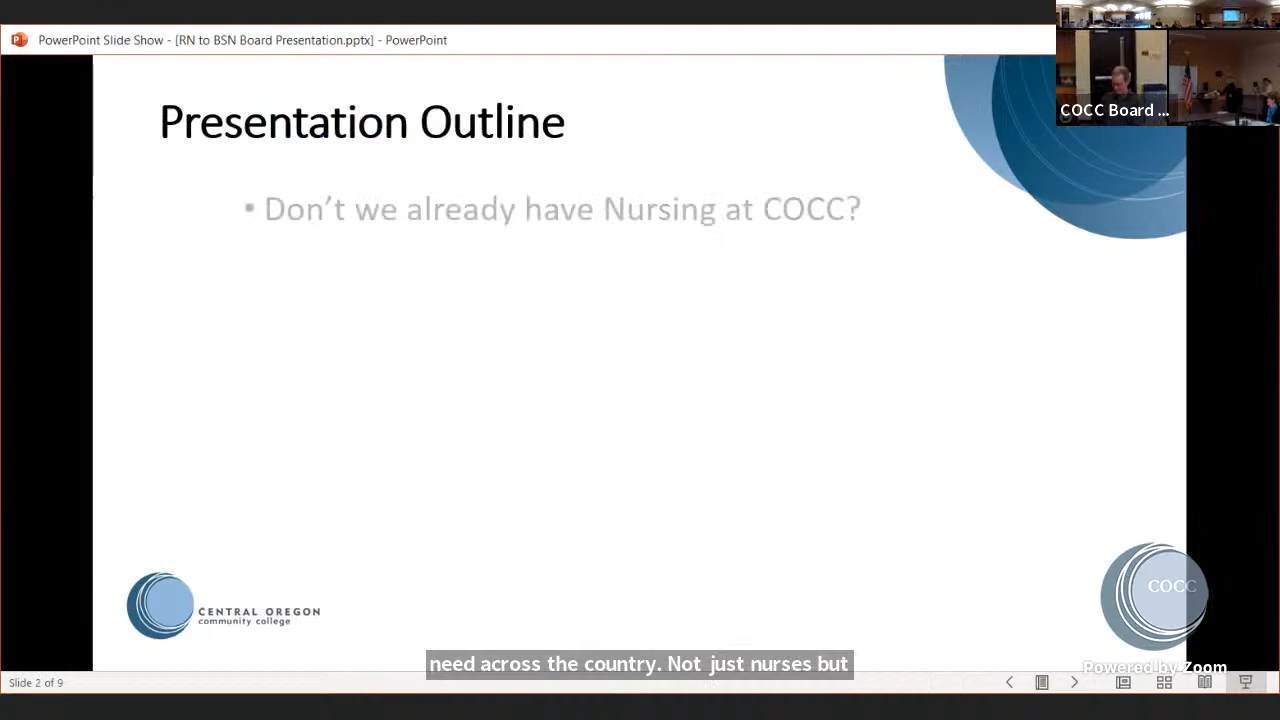 PowerPoint Slide Show - [RN to BSN Board Presentation.pptx] - PowerPoint
COCC Board ...
Presentation Outline
• Don't we already have Nursing at COCC?
COCC
CENTRAL OREGON
community college
need across the country. Not just nurses but
Powered by Zoom
Slide 2 of 9